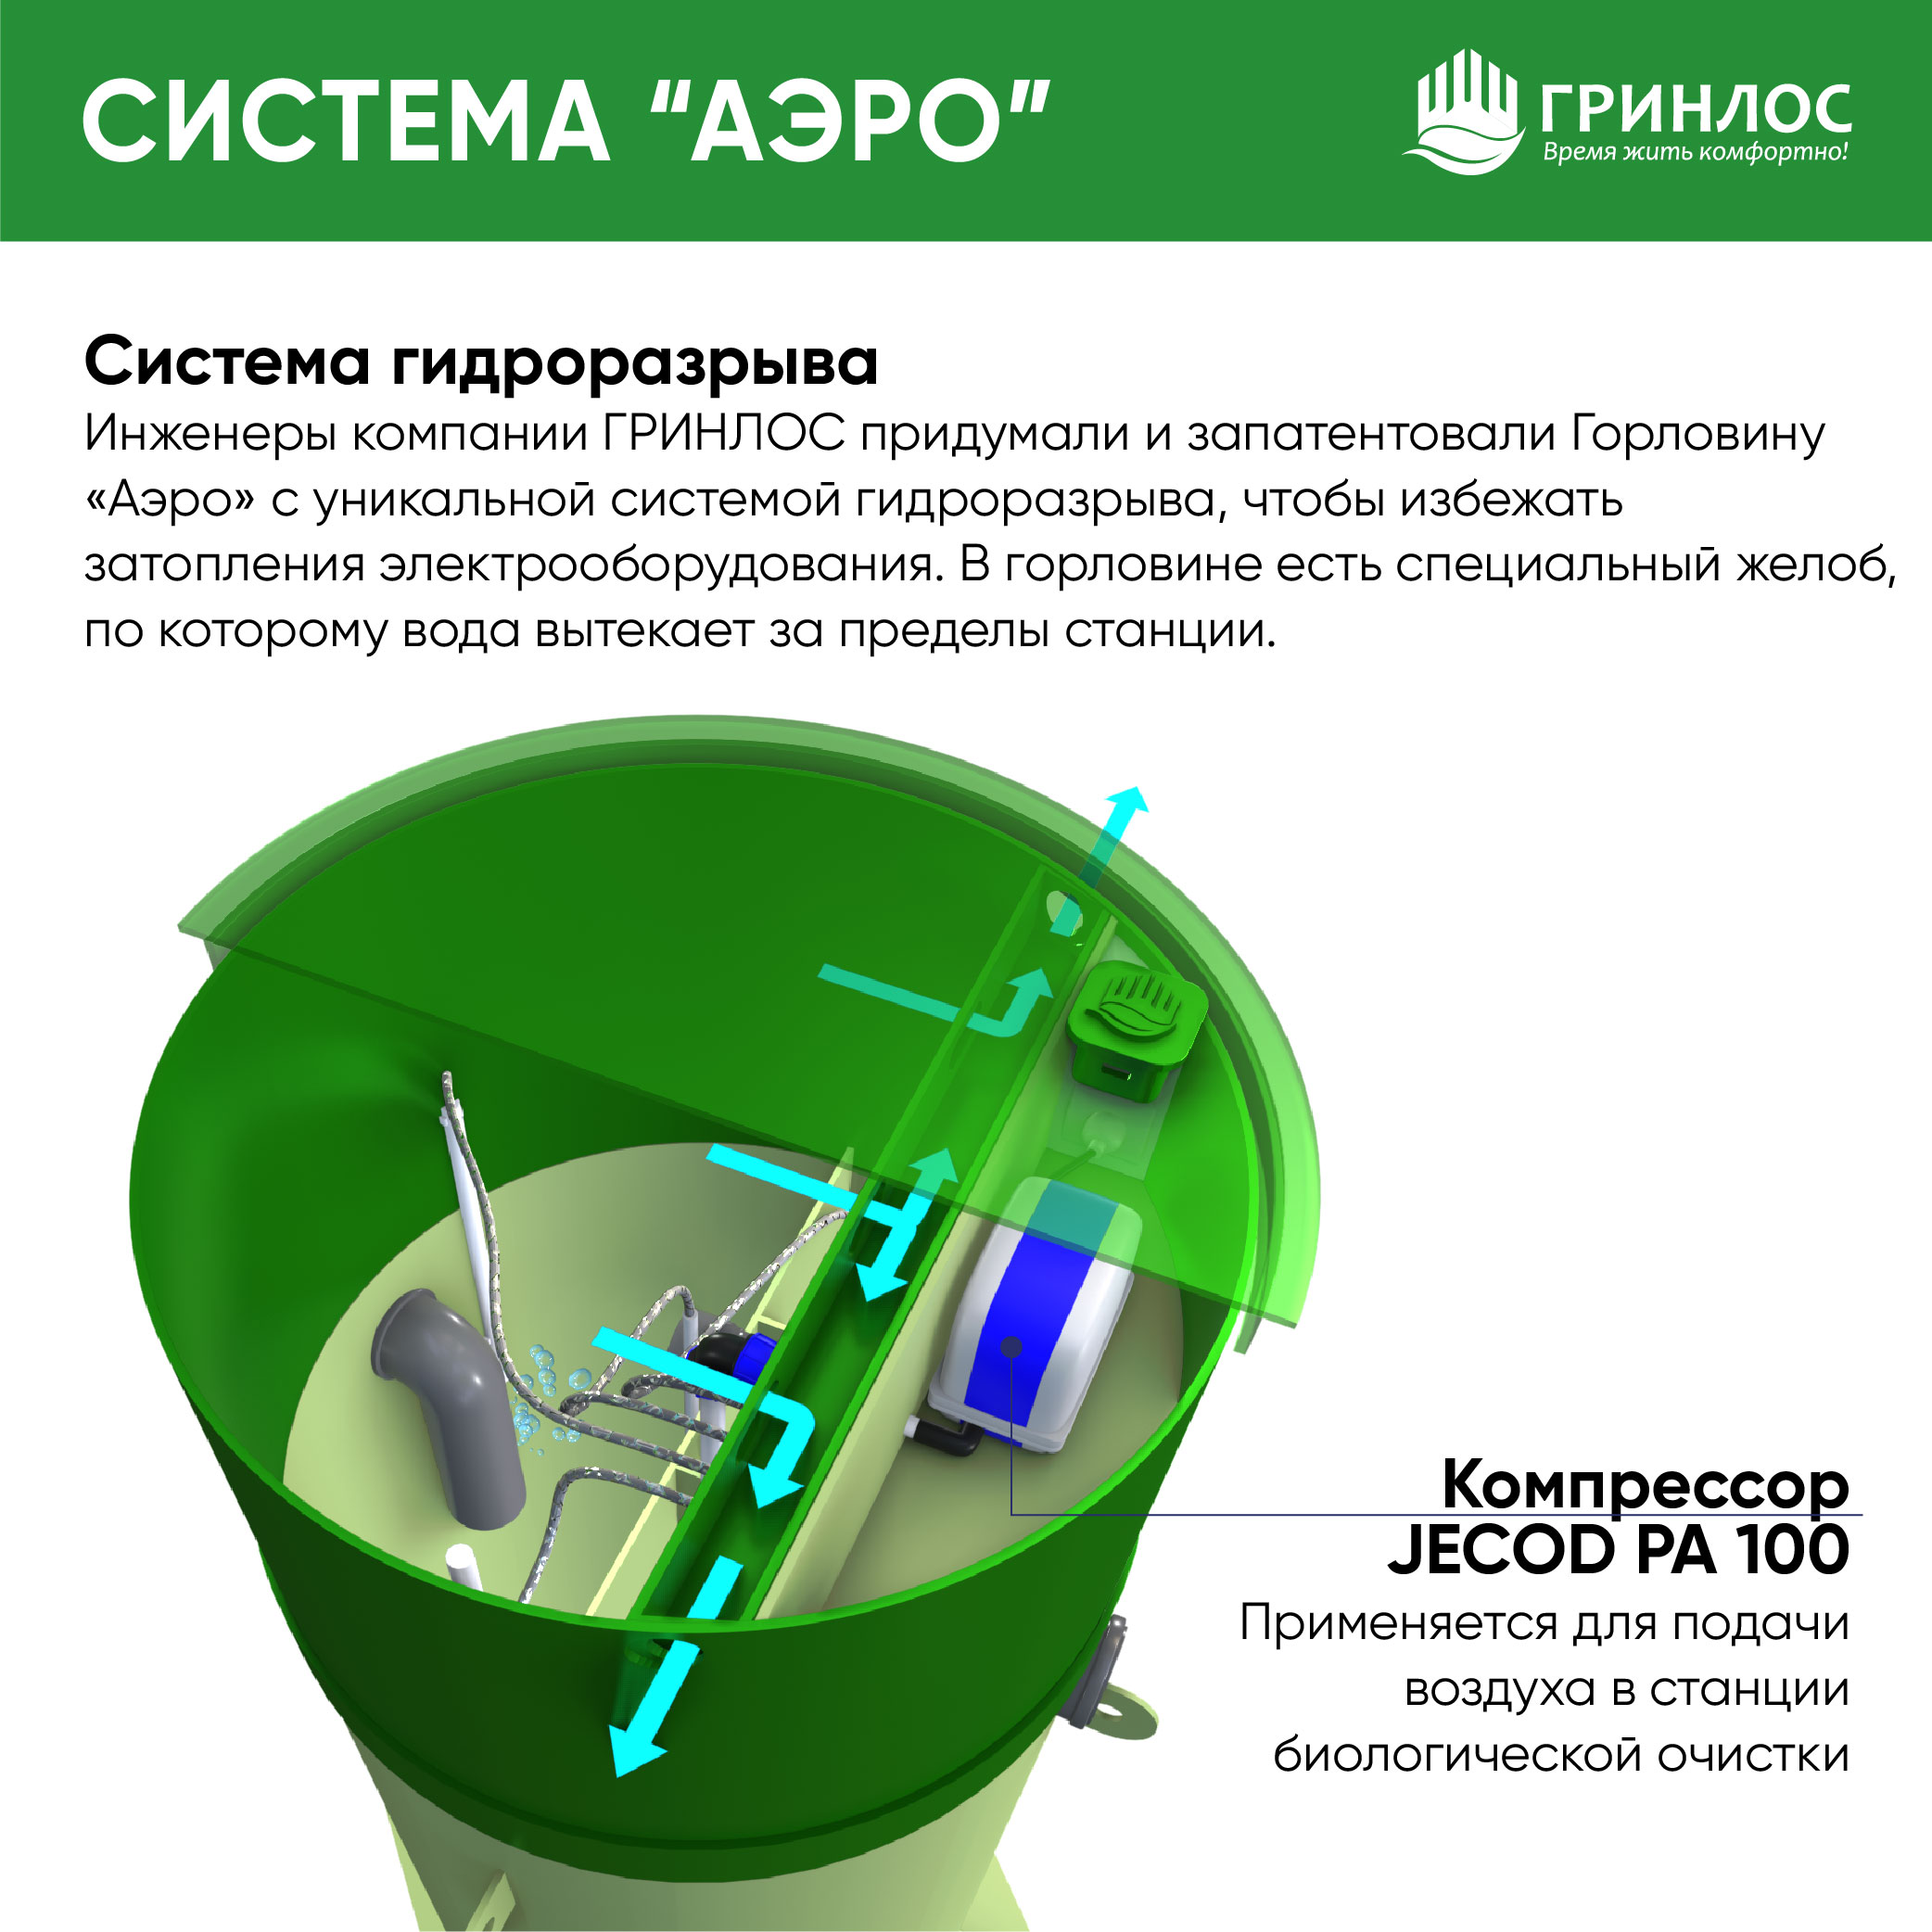 СИСТЕМА “АЭРО”
ГРИНЛОС
Время жить комфортно!
Система гидроразрыва
Инженеры компании ГРИНЛОС придумали и запатентовали Горловину
«Аэро» с уникальной системой гидроразрыва, чтобы избежать
затопления электрооборудования. В горловине есть специальный желоб,
по которому вода вытекает за пределы станции.
Компрессор
JECOD PA 100
Применяется для подачи
воздуха в станции
биологической очистки